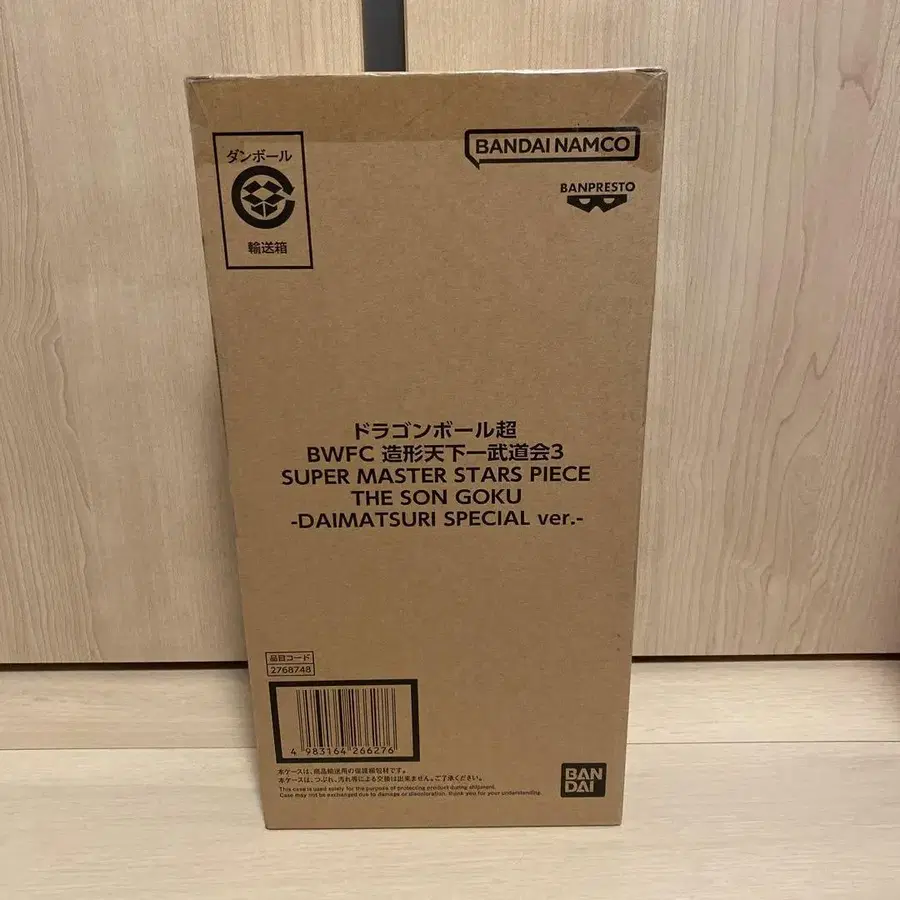 ダンボール
輸送箱
BANDAI NAMCO
BANPRESTO
ドラゴンボール超
BWFC 造形天下一武道会3
SUPER MASTER STARS PIECE
THE SON GOKU
-DAIMATSURI SPECIAL ver.-
品目コード
2768748
4 983164 266276
本ケースは、商品輸送用の保護梱包材です。
本ケースは、つぶれ、汚れ等による交換は出来ません。ご了承ください。
This case is used solely for the purpose of protecting product during shipment.
Case may not be exchanged due to damage or discoloration. thank you for your understanding.
BAN
DAI